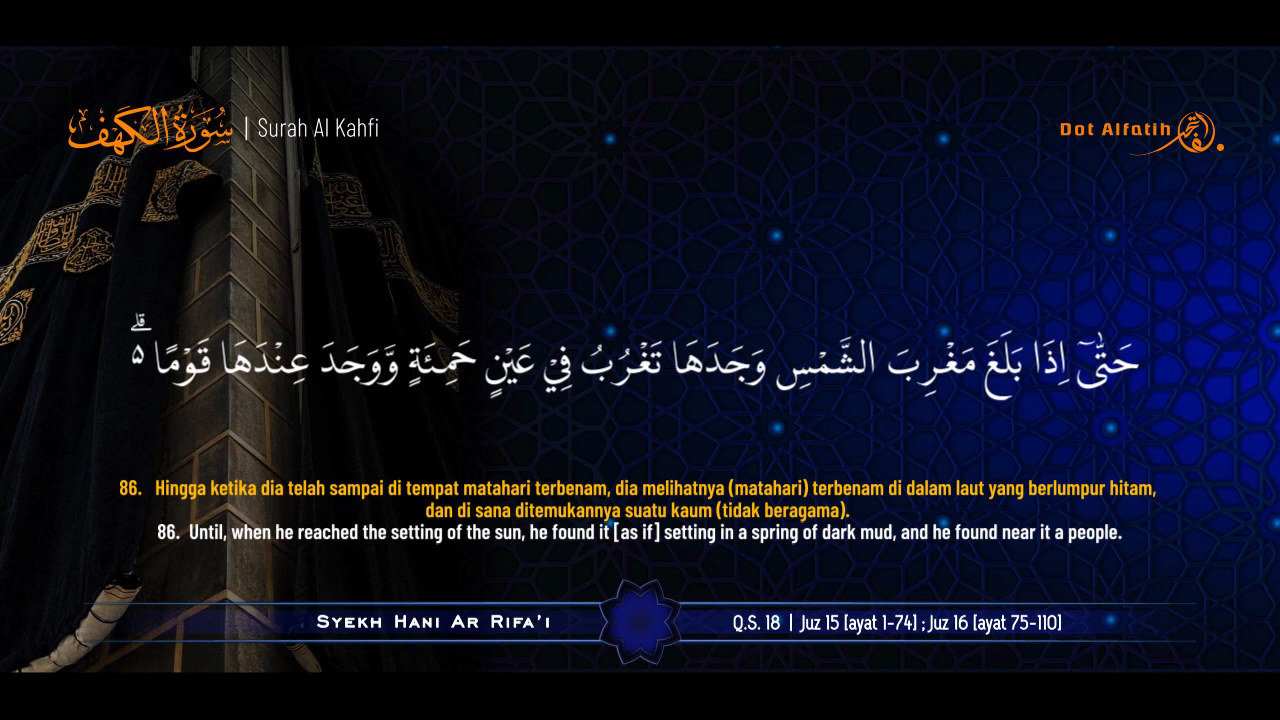 سُوْرَةُ الكَهْف | Surah Al Kahfi
Dot Alfatih
حَتّٰىٓ اِذَا بَلَغَ مَغْرِبَ الشَّمْسِ وَجَدَهَا تَغْرُبُ فِيْ عَيْنٍ حَمِئَةٍ وَّوَجَدَ عِنْدَهَا قَوْمًا ەۗ
86. Hingga ketika dia telah sampai di tempat matahari terbenam, dia melihatnya (matahari) terbenam di dalam laut yang berlumpur hitam,
dan di sana ditemukannya suatu kaum (tidak beragama).
86. Until, when he reached the setting of the sun, he found it [as if] setting in a spring of dark mud, and he found near it a people.
Syekh Hani Ar Rifa'i
Q.S. 18 | Juz 15 [ayat 1-74] ; Juz 16 [ayat 75-110]